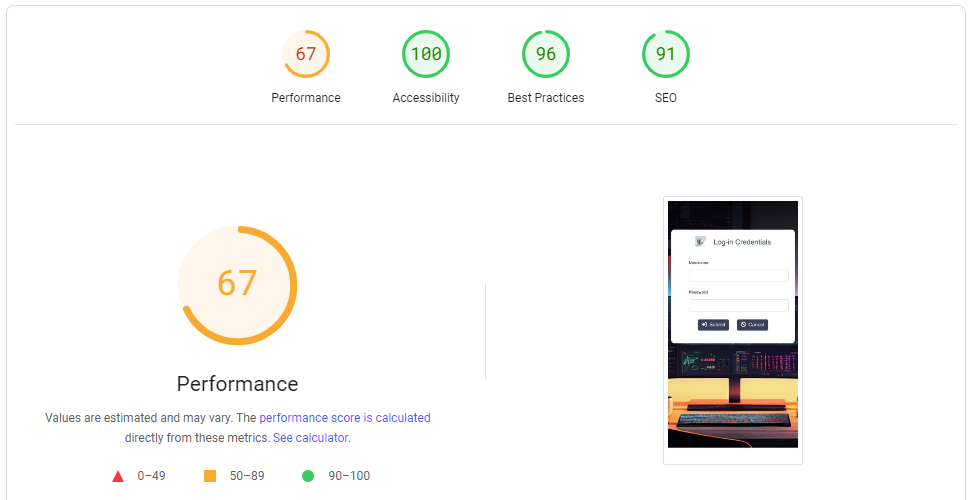 67
100
96
91
Performance
Accessibility
Best Practices
SEO
Log-in Credentials
Username
Password
Submit
Cancel
67
Performance
Values are estimated and may vary. The performance score is calculated
directly from these metrics. See calculator.
0–49
50–89
90–100